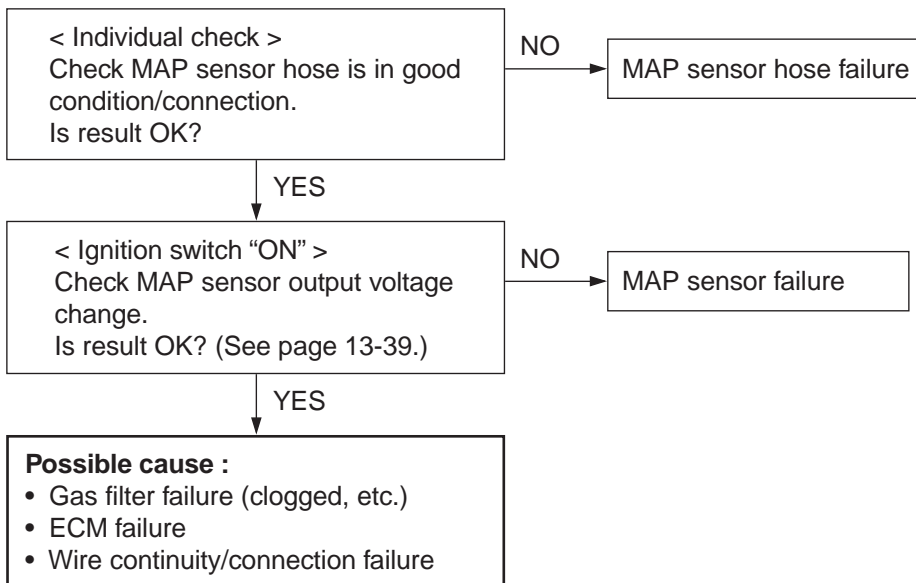 < Individual check >
Check MAP sensor hose is in good
condition/connection.
Is result OK?
NO
MAP sensor hose failure
YES
< Ignition switch “ON” >
Check MAP sensor output voltage
change.
Is result OK? (See page 13-39.)
NO
MAP sensor failure
YES
Possible cause :
• Gas filter failure (clogged, etc.)
• ECM failure
• Wire continuity/connection failure